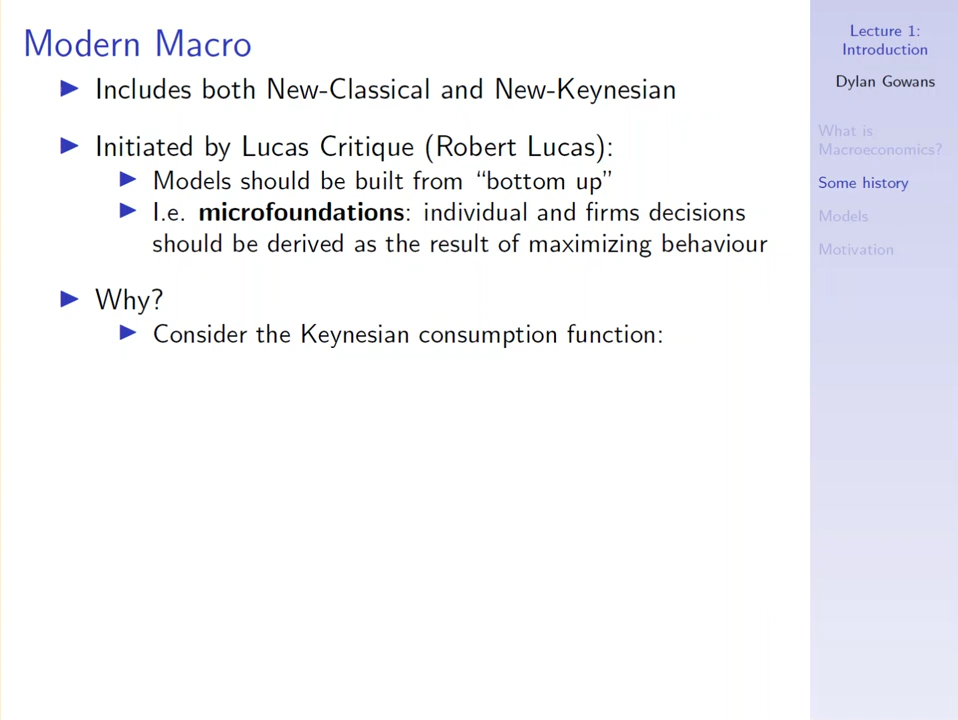 Modern Macro
Includes both New-Classical and New-Keynesian
Initiated by Lucas Critique (Robert Lucas):
Models should be built from “bottom up”
I.e. microfoundations: individual and firms decisions
should be derived as the result of maximizing behaviour
Why?
Consider the Keynesian consumption function:
Lecture 1:
Introduction
Dylan Gowans
What is
Macroeconomics?
Some history
Models
Motivation